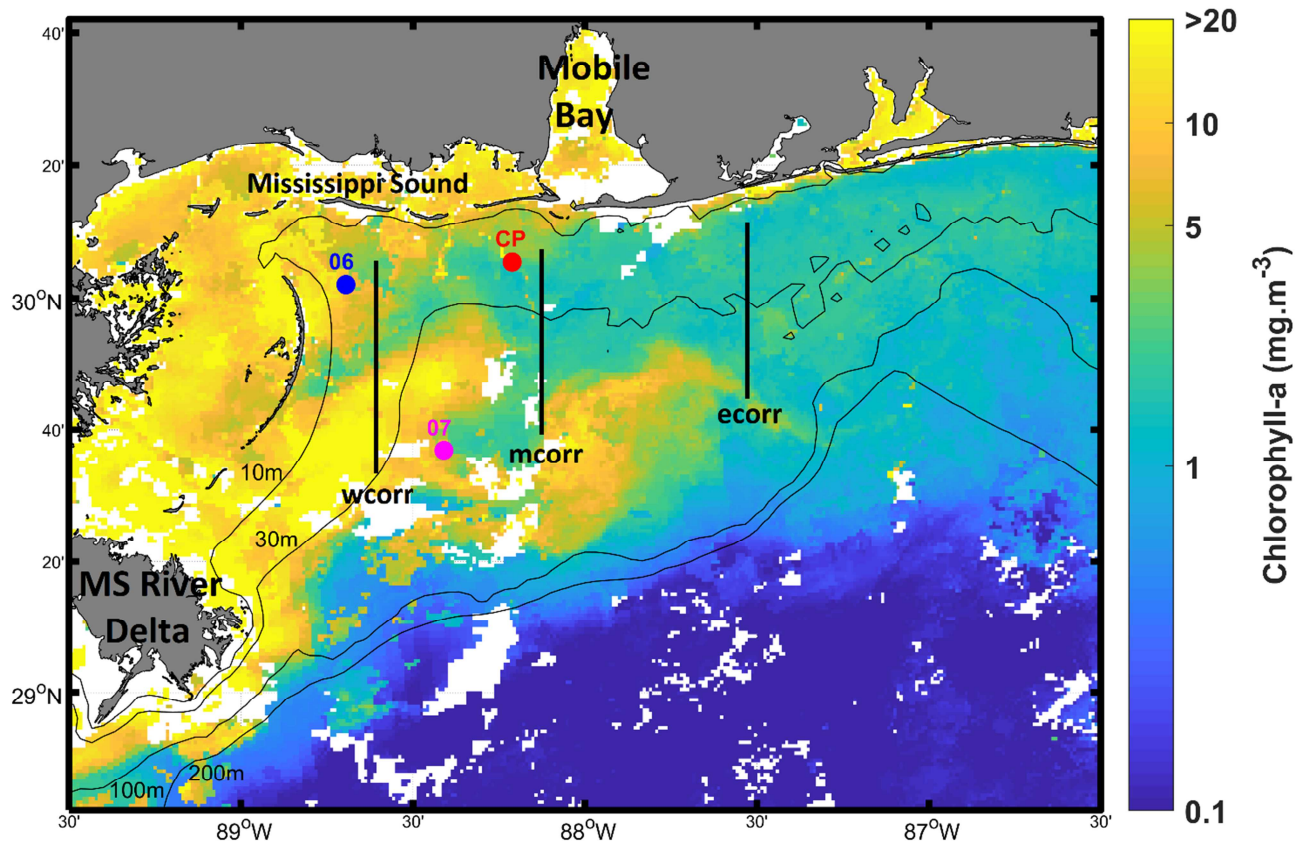 40'
20'
30°N
40'
20'
29°N
30'
89°W
30'
88°W
30'
87°W
30'
Mobile
Bay
Mississippi Sound
CP
06
07
wcorr
mcorr
ecorr
10m
30m
MS River
Delta
200m
100m
>20
10
5
1
0.1
Chlorophyll-a (mg.m⁻³)